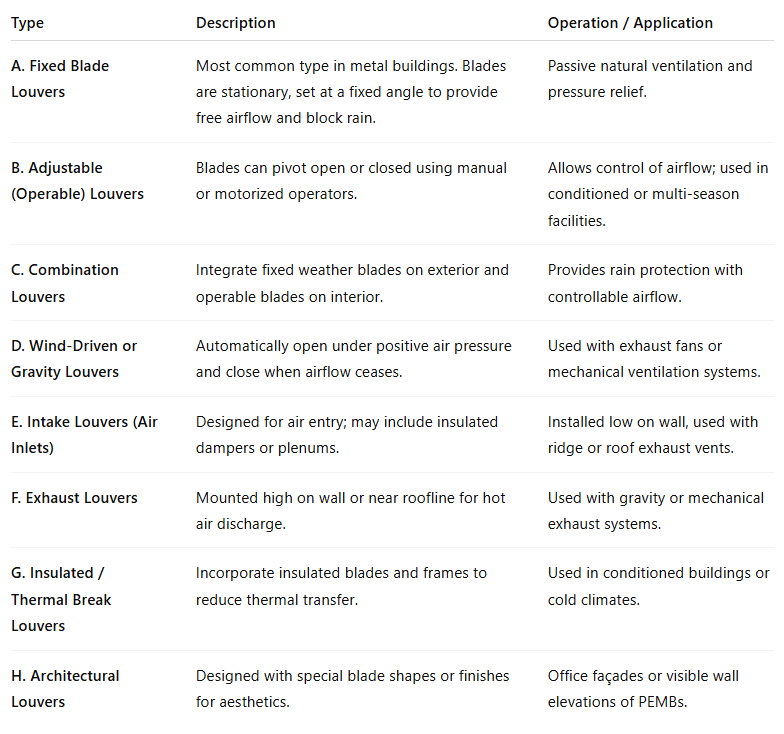 Type Description Operation / Application
A. Fixed Blade Louvers
Most common type in metal buildings. Blades
are stationary, set at a fixed angle to provide
free airflow and block rain.
Passive natural ventilation and
pressure relief.
B. Adjustable
(Operable) Louvers
Blades can pivot open or closed using manual
or motorized operators.
Allows control of airflow; used in
conditioned or multi-season
facilities.
C. Combination
Louvers
Integrate fixed weather blades on exterior and
operable blades on interior.
Provides rain protection with
controllable airflow.
D. Wind-Driven or
Gravity Louvers
Automatically open under positive air pressure
and close when airflow ceases.
Used with exhaust fans or
mechanical ventilation systems.
E. Intake Louvers (Air
Inlets)
Designed for air entry; may include insulated
dampers or plenums.
Installed low on wall, used with
ridge or roof exhaust vents.
F. Exhaust Louvers
Mounted high on wall or near roofline for hot
air discharge.
Used with gravity or mechanical
exhaust systems.
G. Insulated /
Thermal Break
Louvers
Incorporate insulated blades and frames to
reduce thermal transfer.
Used in conditioned buildings or
cold climates.
H. Architectural
Louvers
Designed with special blade shapes or finishes
for aesthetics.
Office façades or visible wall
elevations of PEMBs.